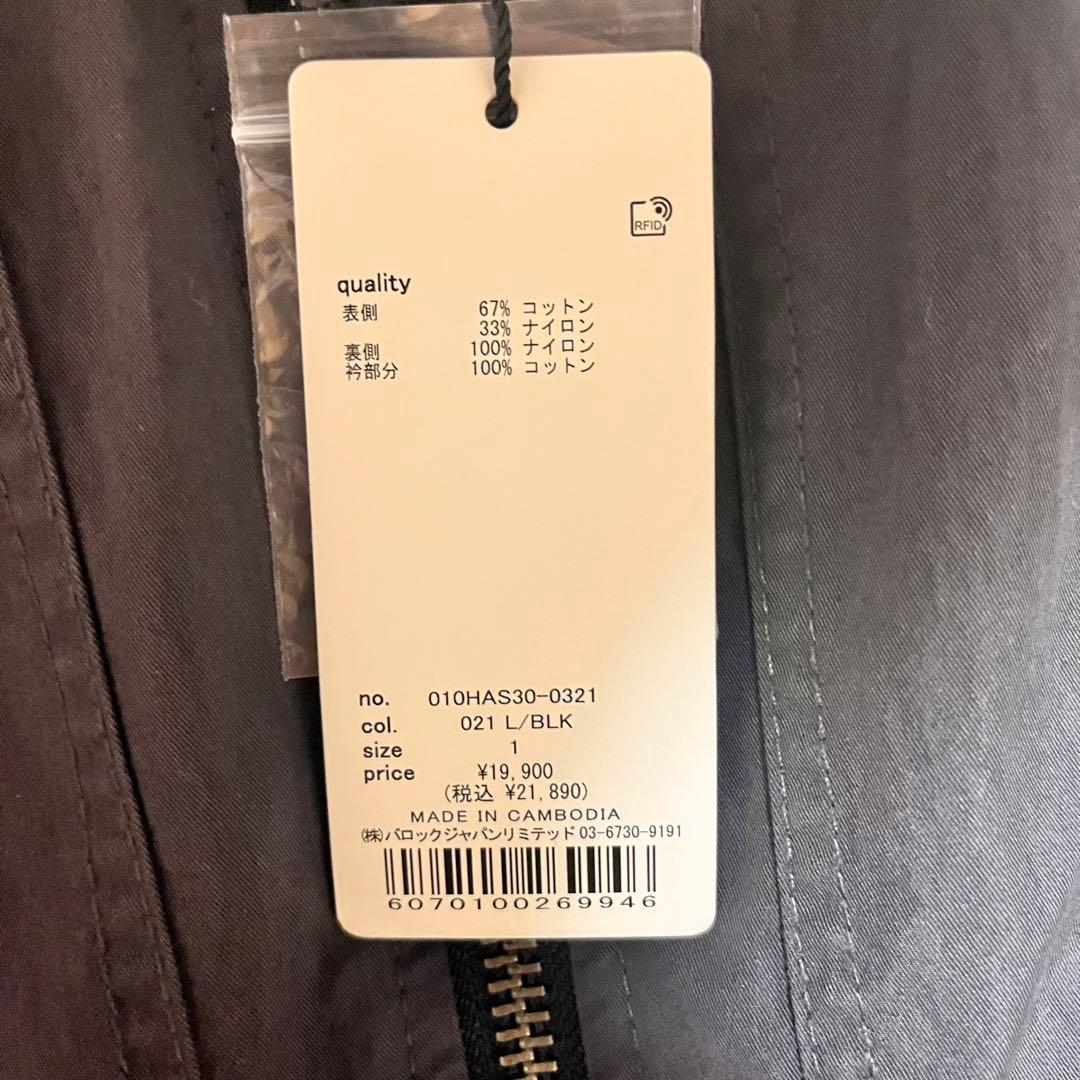 RFID
quality
表側 67% コットン
33% ナイロン
裏側 100% ナイロン
衿部分 100% コットン
no. 010HAS30-0321
col. 021 L/BLK
size 1
price ¥19,900
(税込 ¥21,890)
MADE IN CAMBODIA
㈱バロックジャパンリミテッド 03-6730-9191
6070100269946